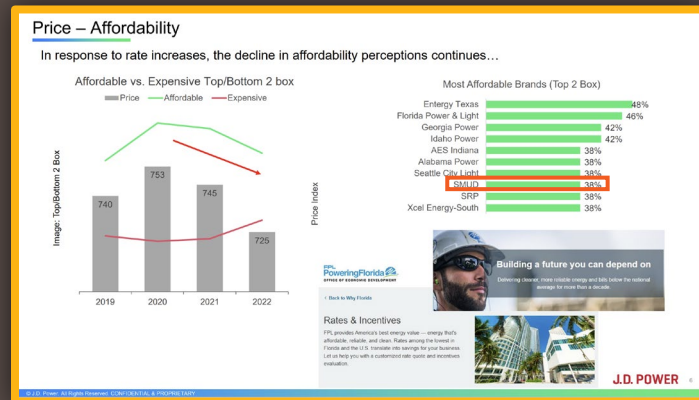 Price – Affordability
In response to rate increases, the decline in affordability perceptions continues…
Affordable vs. Expensive Top/Bottom 2 box
Price Affordable Expensive
Image: Top/Bottom 2 Box
740
753
745
725
2019 2020 2021 2022
Price Index
Most Affordable Brands (Top 2 Box)
Entergy Texas 48%
Florida Power & Light 46%
Georgia Power 42%
Idaho Power 42%
AES Indiana 38%
Alabama Power 38%
Seattle City Light 38%
SMUD 38%
SRP 38%
Xcel Energy-South 38%
FPL
PoweringFlorida
OFFICE OF ECONOMIC DEVELOPMENT
< Back to Why Florida
Rates & Incentives
FPL provides America's best energy value — energy that's
affordable, reliable, and clean. Rates among the lowest in
Florida and the U.S. translate into savings for your business.
Let us help you with a customized rate quote and incentives
evaluation.
Building a future you can depend on
Delivering cleaner, more reliable energy and bills below the national
average for more than a decade.
J.D. POWER
© J.D. Power. All Rights Reserved. CONFIDENTIAL & PROPRIETARY